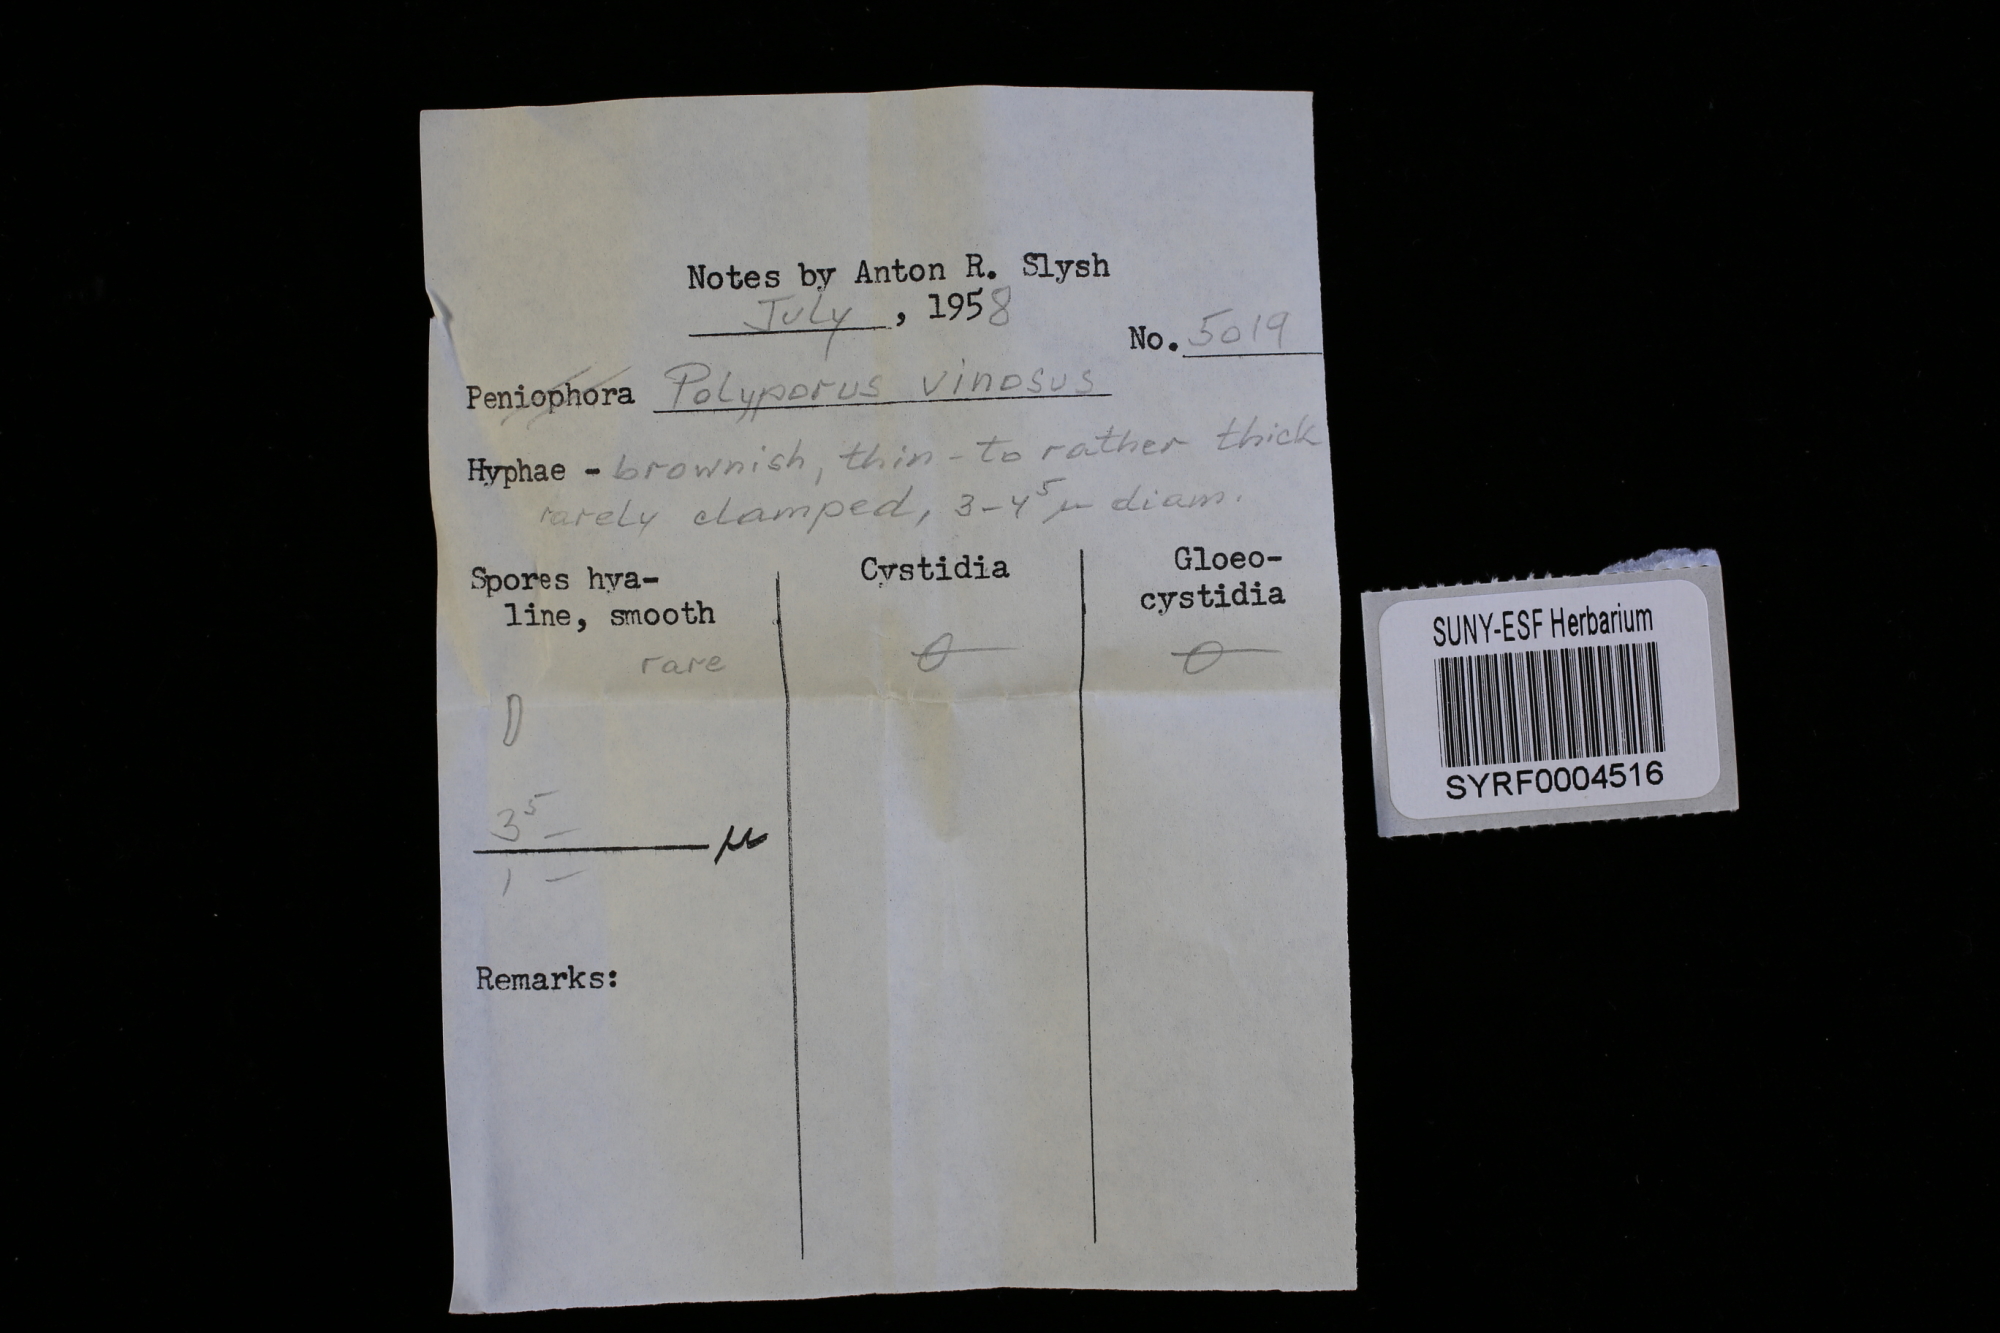 Notes by Anton R. Slysh
July, 1958
No. 5019
Peniophora Polyporus vinosus
Hyphae - brownish, thin - to rather thick
rarely clamped, 3-4⁵ µ diam.
Spores hya-
line, smooth
rare
Cystidia
0
Gloeo-
cystidia
0
3⁵ –
µ
1 –
Remarks:
SUNY-ESF Herbarium
SYRF0004516